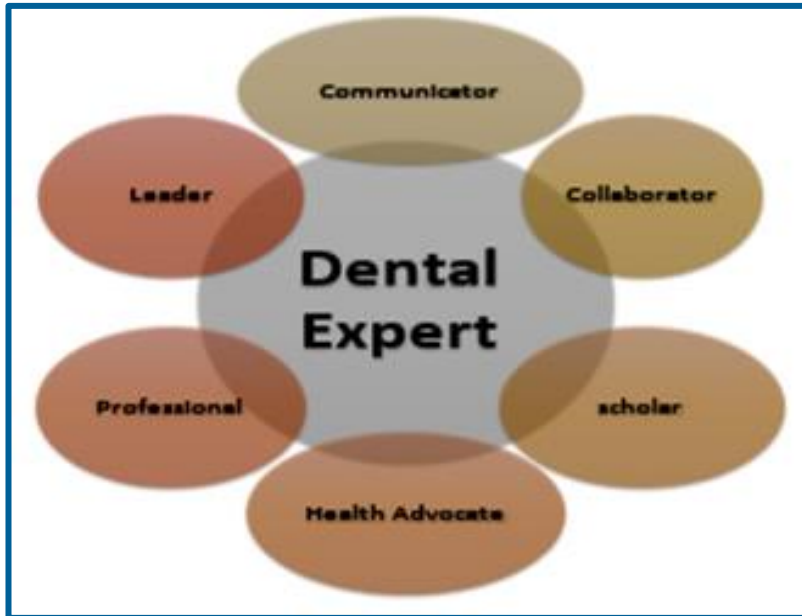 Communicator
Leader
Collaborator
Dental
Expert
Professional
scholar
Health Advocate